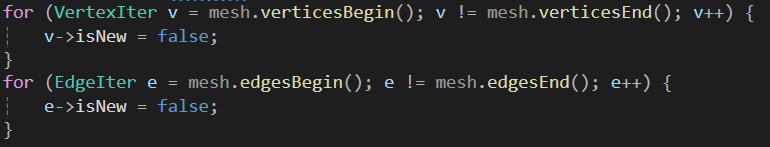 for (VertexIter v = mesh.verticesBegin(); v != mesh.verticesEnd(); v++) {
    v->isNew = false;
}
for (EdgeIter e = mesh.edgesBegin(); e != mesh.edgesEnd(); e++) {
    e->isNew = false;
}